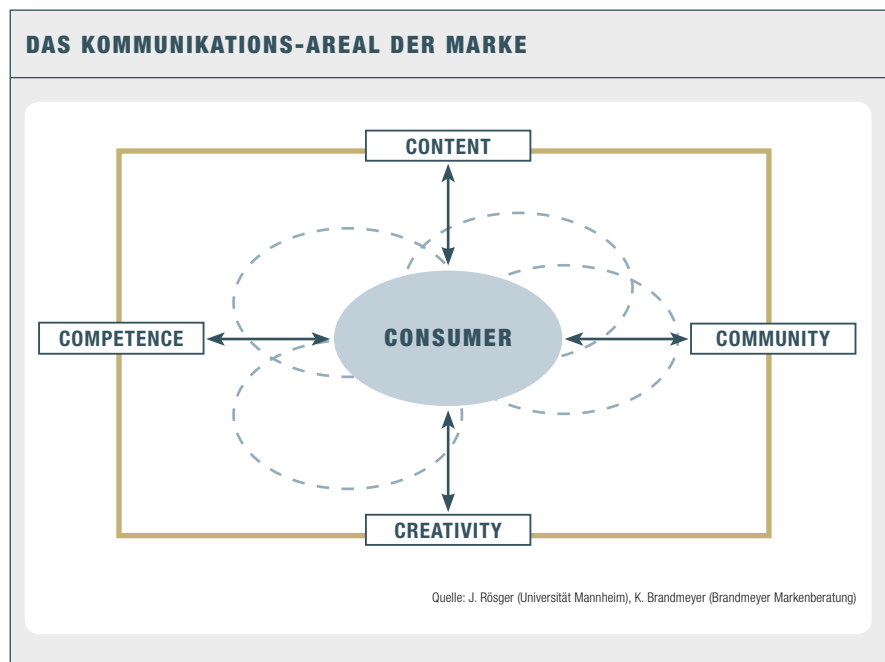 DAS KOMMUNIKATIONS-AREAL DER MARKE
CONTENT
COMPETENCE
CONSUMER
COMMUNITY
CREATIVITY
Quelle: J. Rösger (Universität Mannheim), K. Brandmeyer (Brandmeyer Markenberatung)